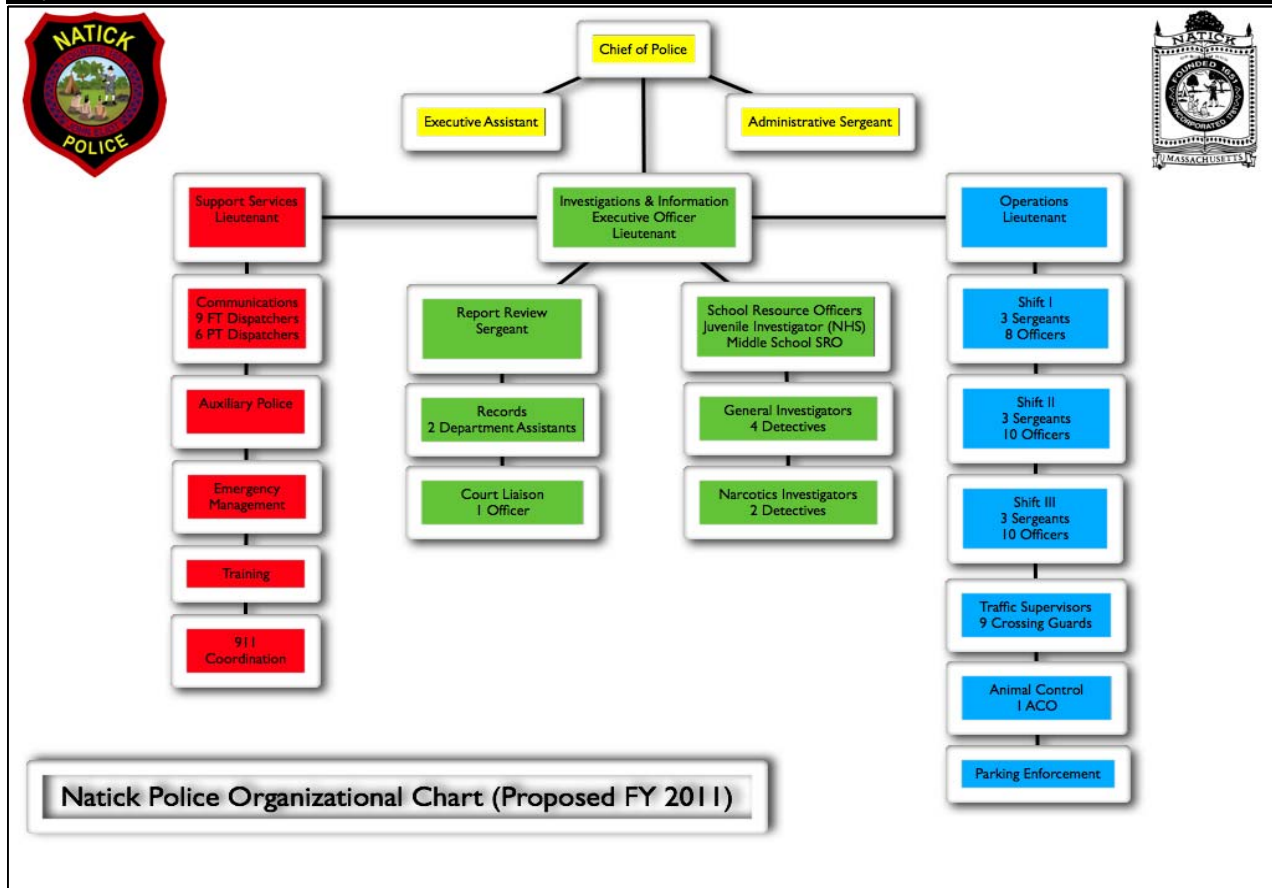 NATICK
FOUNDED 1651
JOHN ELIOT
POLICE
Chief of Police
NATICK
FOUNDED 1651
INCORPORATED 1781
MASSACHUSETTS
Executive Assistant
Administrative Sergeant
Support Services
Lieutenant
Investigations & Information
Executive Officer
Lieutenant
Operations
Lieutenant
Communications
9 FT Dispatchers
6 PT Dispatchers
Auxiliary Police
Emergency
Management
Training
911
Coordination
Report Review
Sergeant
Records
2 Department Assistants
Court Liaison
1 Officer
School Resource Officers
Juvenile Investigator (NHS)
Middle School SRO
General Investigators
4 Detectives
Narcotics Investigators
2 Detectives
Shift I
3 Sergeants
8 Officers
Shift II
3 Sergeants
10 Officers
Shift III
3 Sergeants
10 Officers
Traffic Supervisors
9 Crossing Guards
Animal Control
1 ACO
Parking Enforcement
Natick Police Organizational Chart (Proposed FY 2011)